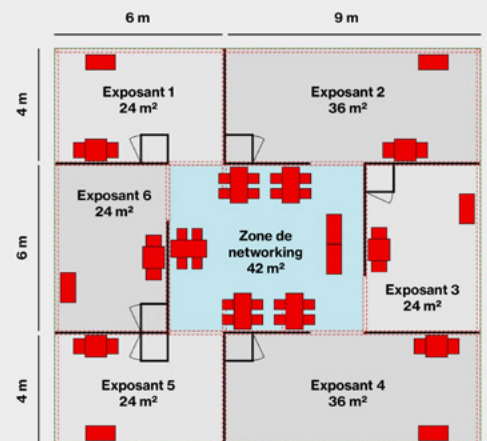 6 m
9 m
4 m
Exposant 1
24 m²
Exposant 2
36 m²
6 m
Exposant 6
24 m²
Zone de
networking
42 m²
Exposant 3
24 m²
4 m
Exposant 5
24 m²
Exposant 4
36 m²